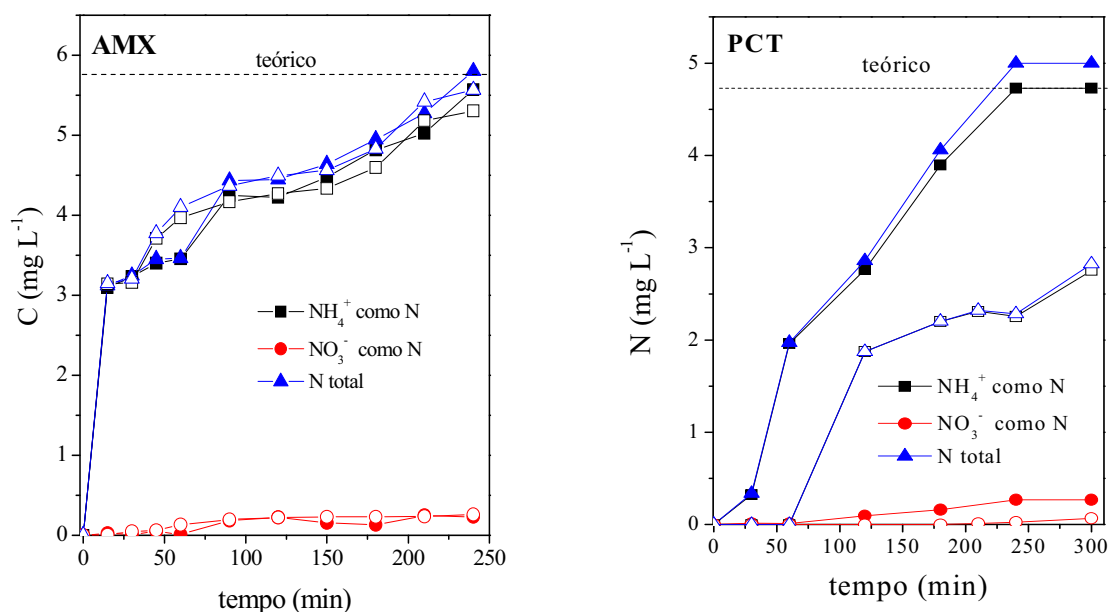 AMX
teórico
C (mg L⁻¹)
6
5
4
3
2
1
0
NH₄⁺ como N
NO₃⁻ como N
N total
0 50 100 150 200 250
tempo (min)
PCT
teórico
N (mg L⁻¹)
5
4
3
2
1
0
NH₄⁺ como N
NO₃⁻ como N
N total
0 50 100 150 200 250 300
tempo (min)